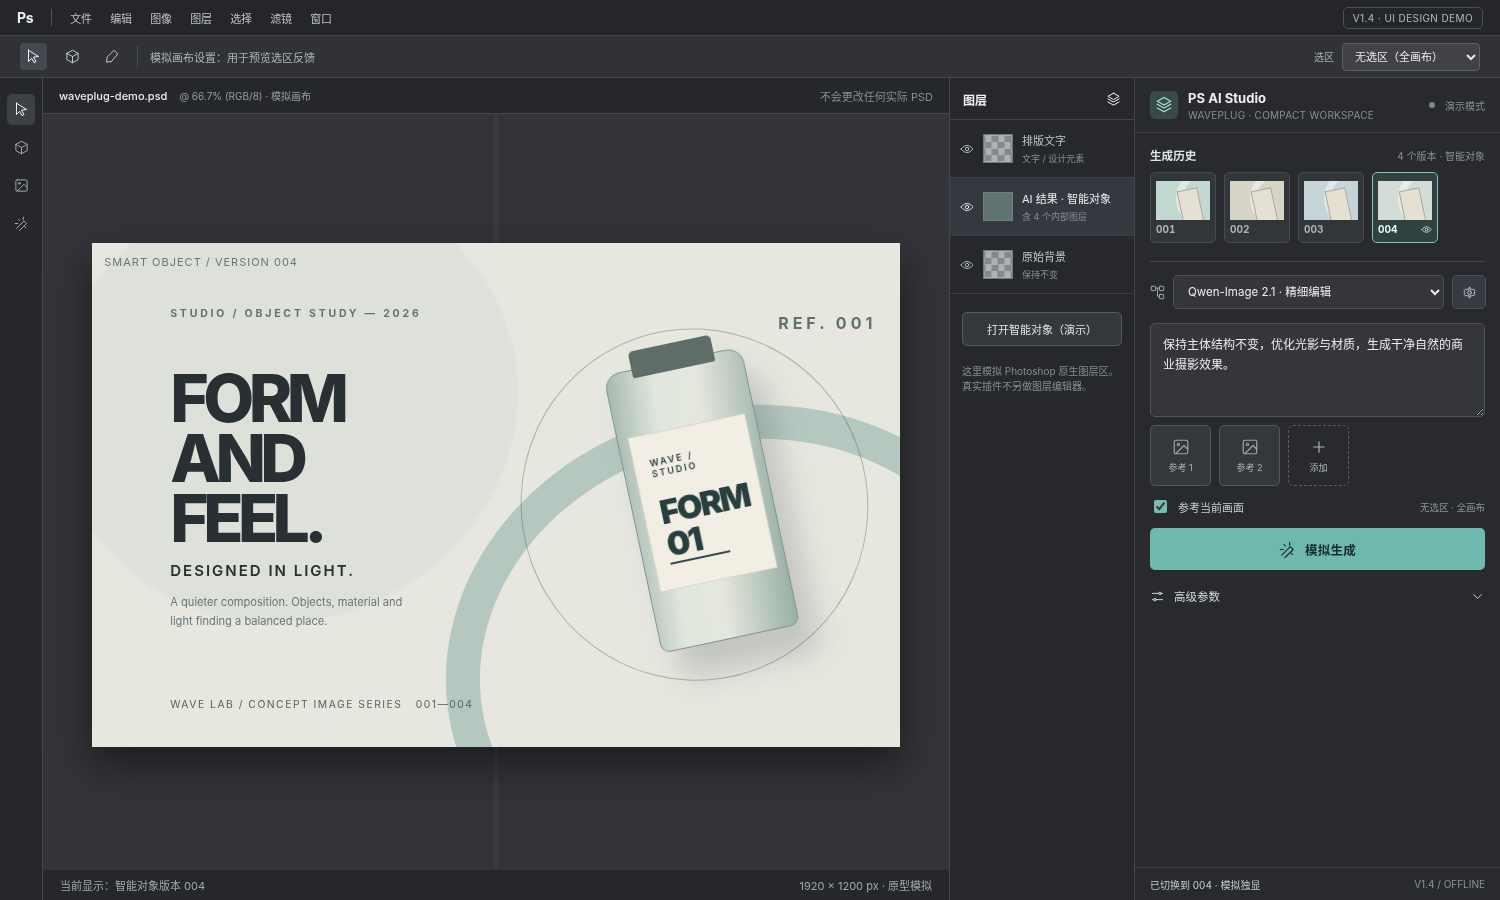 Ps 文件 编辑 图像 图层 选择 滤镜 窗口 V1.4 · UI DESIGN DEMO
模拟画布设置：用于预览选区反馈 选区 无选区（全画布）
waveplug-demo.psd @ 66.7% (RGB/8) · 模拟画布 不会更改任何实际 PSD
SMART OBJECT / VERSION 004
STUDIO / OBJECT STUDY — 2026
REF. 001
FORM
AND
FEEL.
DESIGNED IN LIGHT.
A quieter composition. Objects, material and
light finding a balanced place.
WAVE LAB / CONCEPT IMAGE SERIES 001—004
WAVE /
STUDIO
FORM
01
当前显示：智能对象版本 004 1920 × 1200 px · 原型模拟
图层
排版文字
文字 / 设计元素
AI 结果 · 智能对象
含 4 个内部图层
原始背景
保持不变
打开智能对象（演示）
这里模拟 Photoshop 原生图层区。
真实插件不另做图层编辑器。
PS AI Studio
WAVEPLUG · COMPACT WORKSPACE
演示模式
生成历史 4 个版本 · 智能对象
001 002 003 004
Qwen-Image 2.1 · 精细编辑
保持主体结构不变，优化光影与材质，生成干净自然的商
业摄影效果。
参考 1 参考 2 添加
参考当前画面 无选区 · 全画布
模拟生成
高级参数
已切换到 004 · 模拟独显 V1.4 / OFFLINE